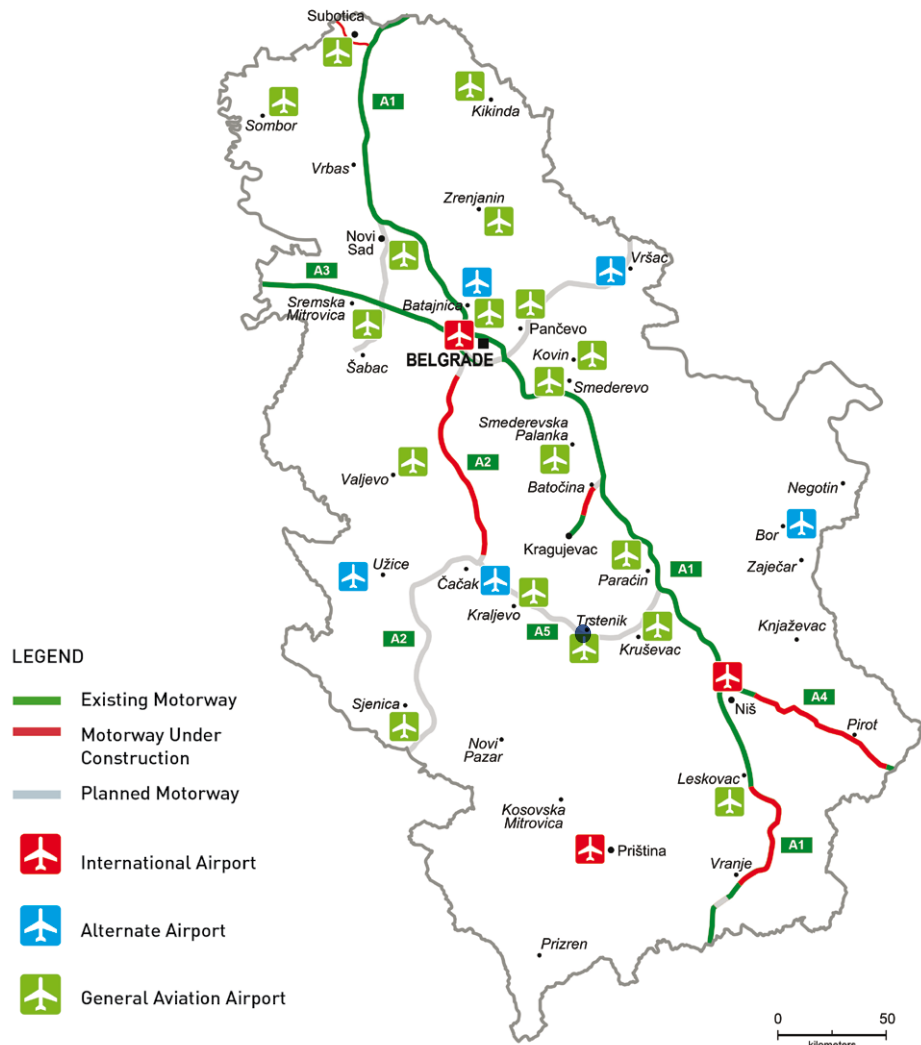 Subotica
A1
Kikinda
Sombor
Vrbas
Zrenjanin
Novi
Sad
Vršac
A3
Sremska
Mitrovica
Batajnica
Pančevo
BELGRADE
Kovin
Šabac
Smederevo
Smederevska
Palanka
A2
Valjevo
Batočina
Negotin
Bor
Kragujevac
Užice
Čačak
Paraćin
A1
Zaječar
Kraljevo
A5
Trstenik
A2
Kruševac
Knjaževac
LEGEND
Existing Motorway
Motorway Under
Construction
Planned Motorway
International Airport
Alternate Airport
General Aviation Airport
Sjenica
Niš
A4
Pirot
Novi
Pazar
Leskovac
Kosovska
Mitrovica
Priština
A1
Vranje
Prizren
0 50
kilometers